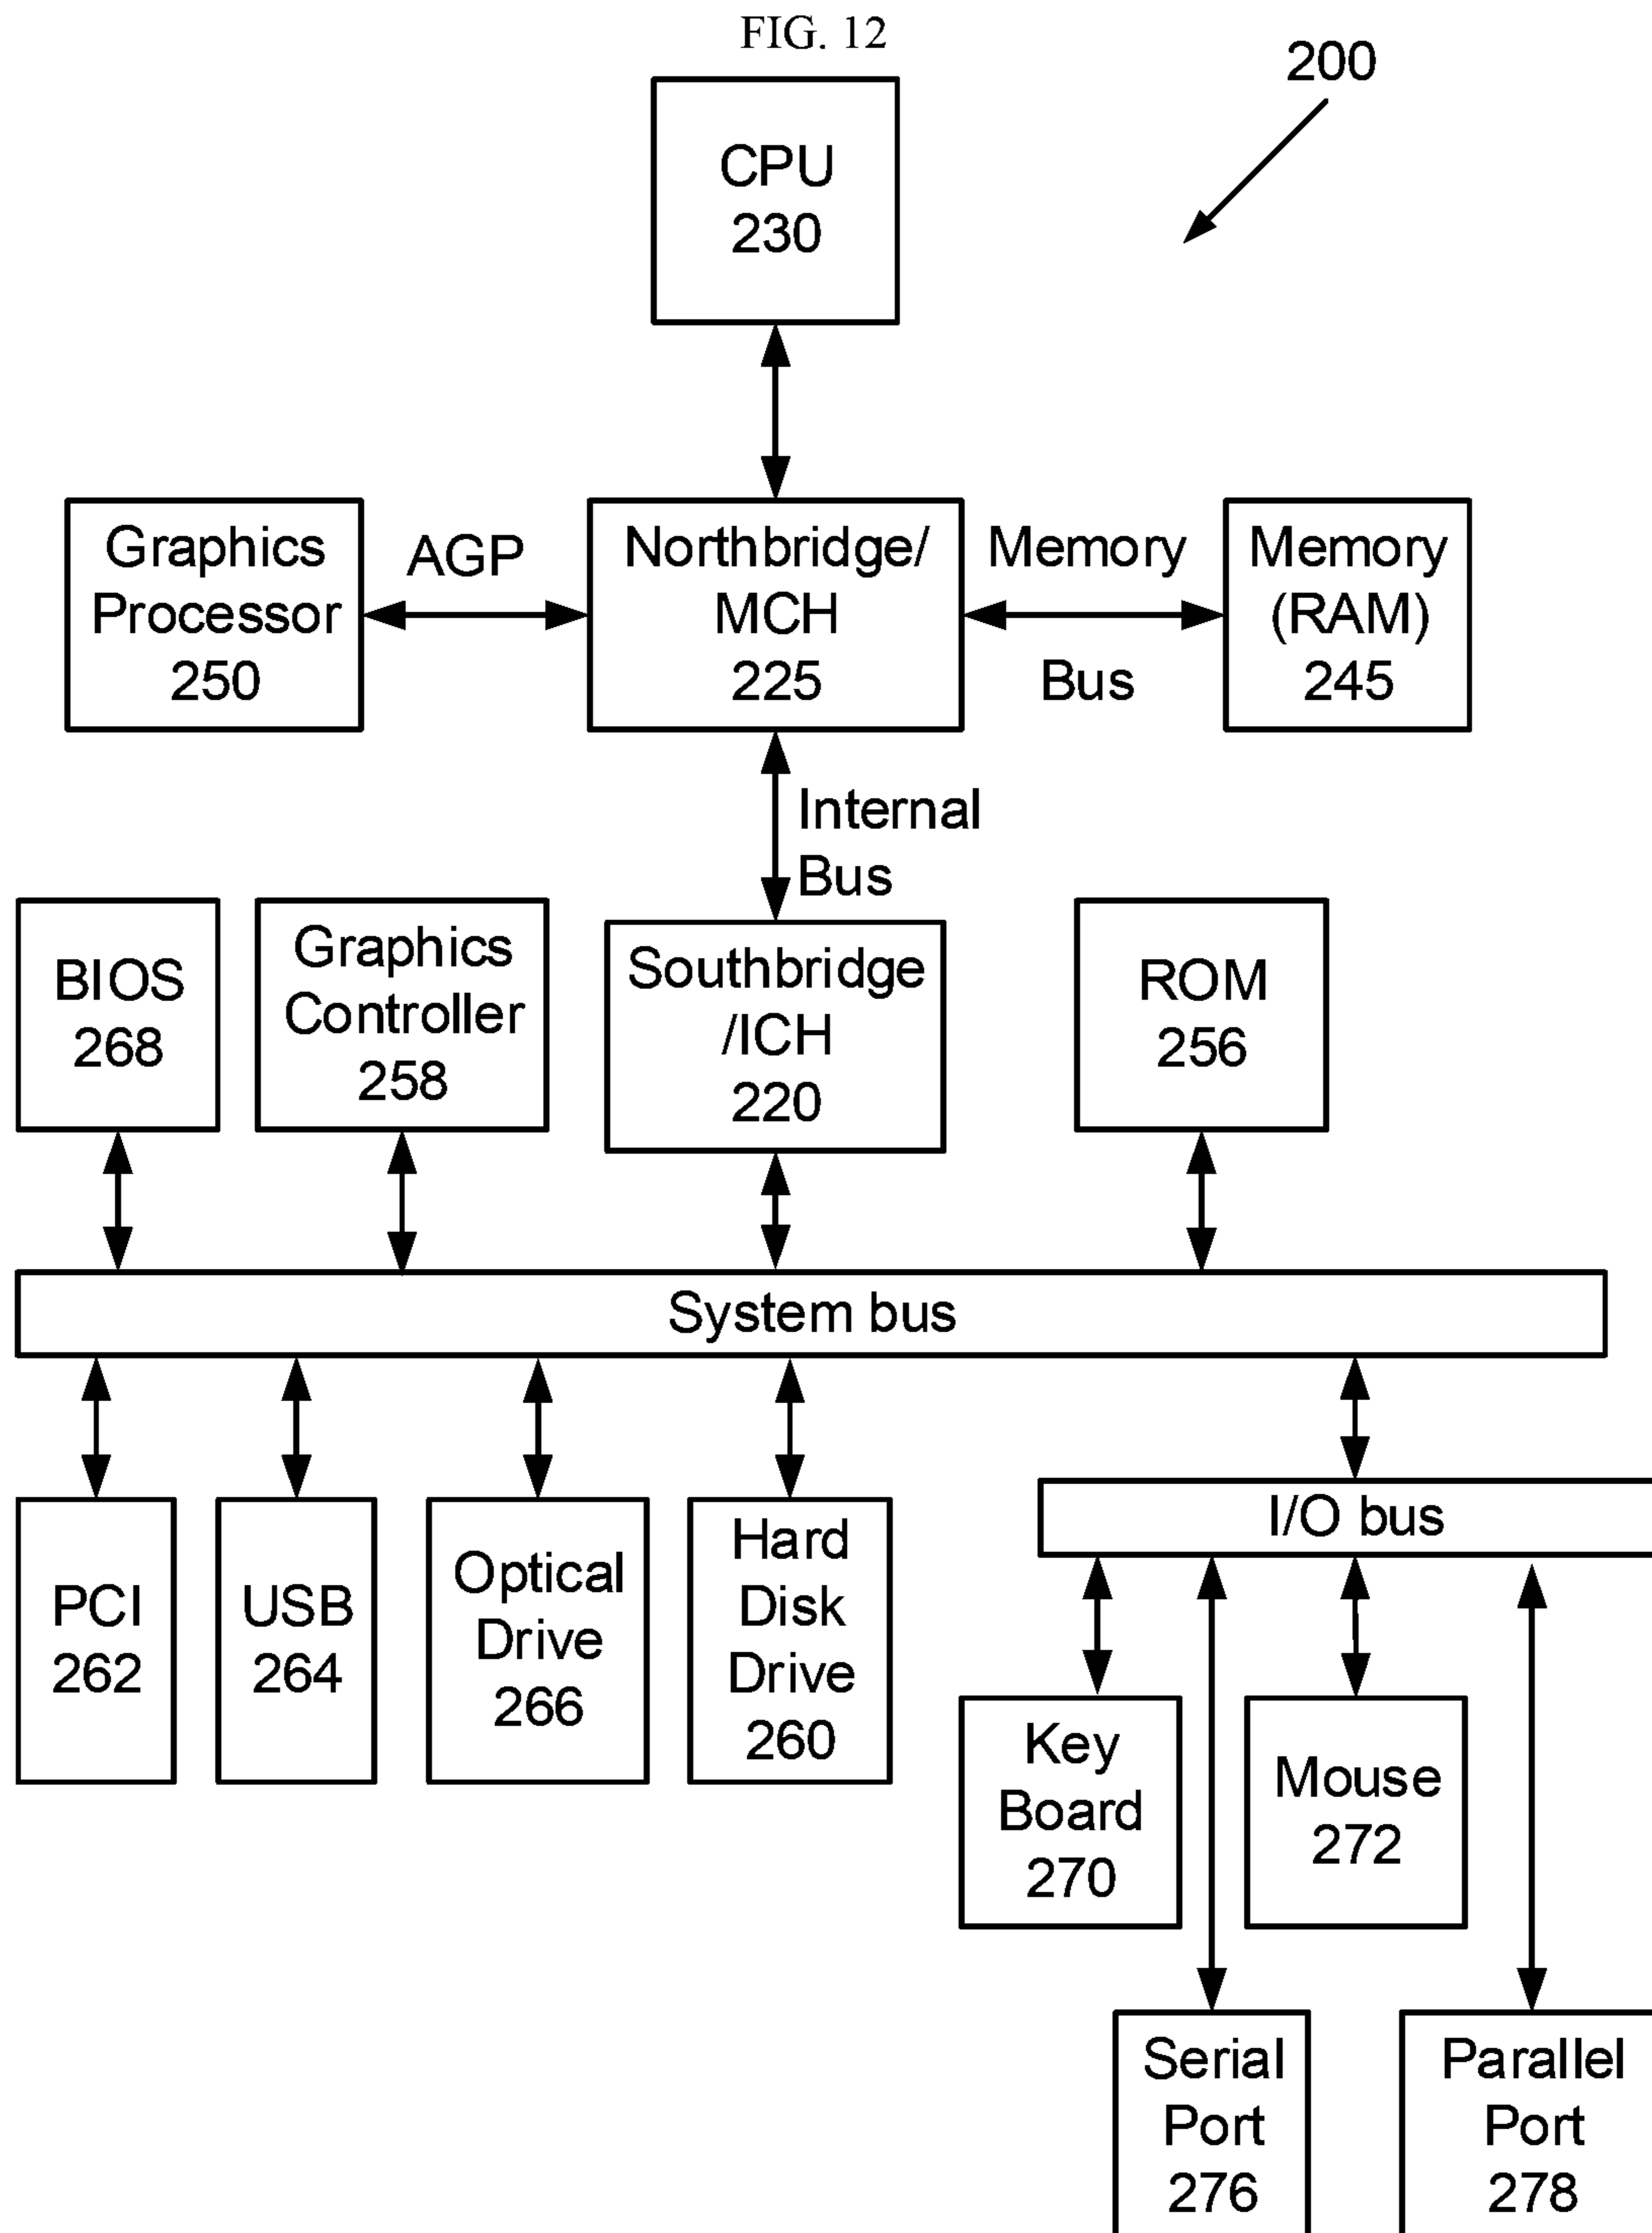 FIG. 12
200
CPU
230
Graphics
Processor
250
AGP
Northbridge/
MCH
225
Memory
Bus
Memory
(RAM)
245
Internal
Bus
BIOS
268
Graphics
Controller
258
Southbridge
/ICH
220
ROM
256
System bus
PCI
262
USB
264
Optical
Drive
266
Hard
Disk
Drive
260
I/O bus
Key
Board
270
Mouse
272
Serial
Port
276
Parallel
Port
278